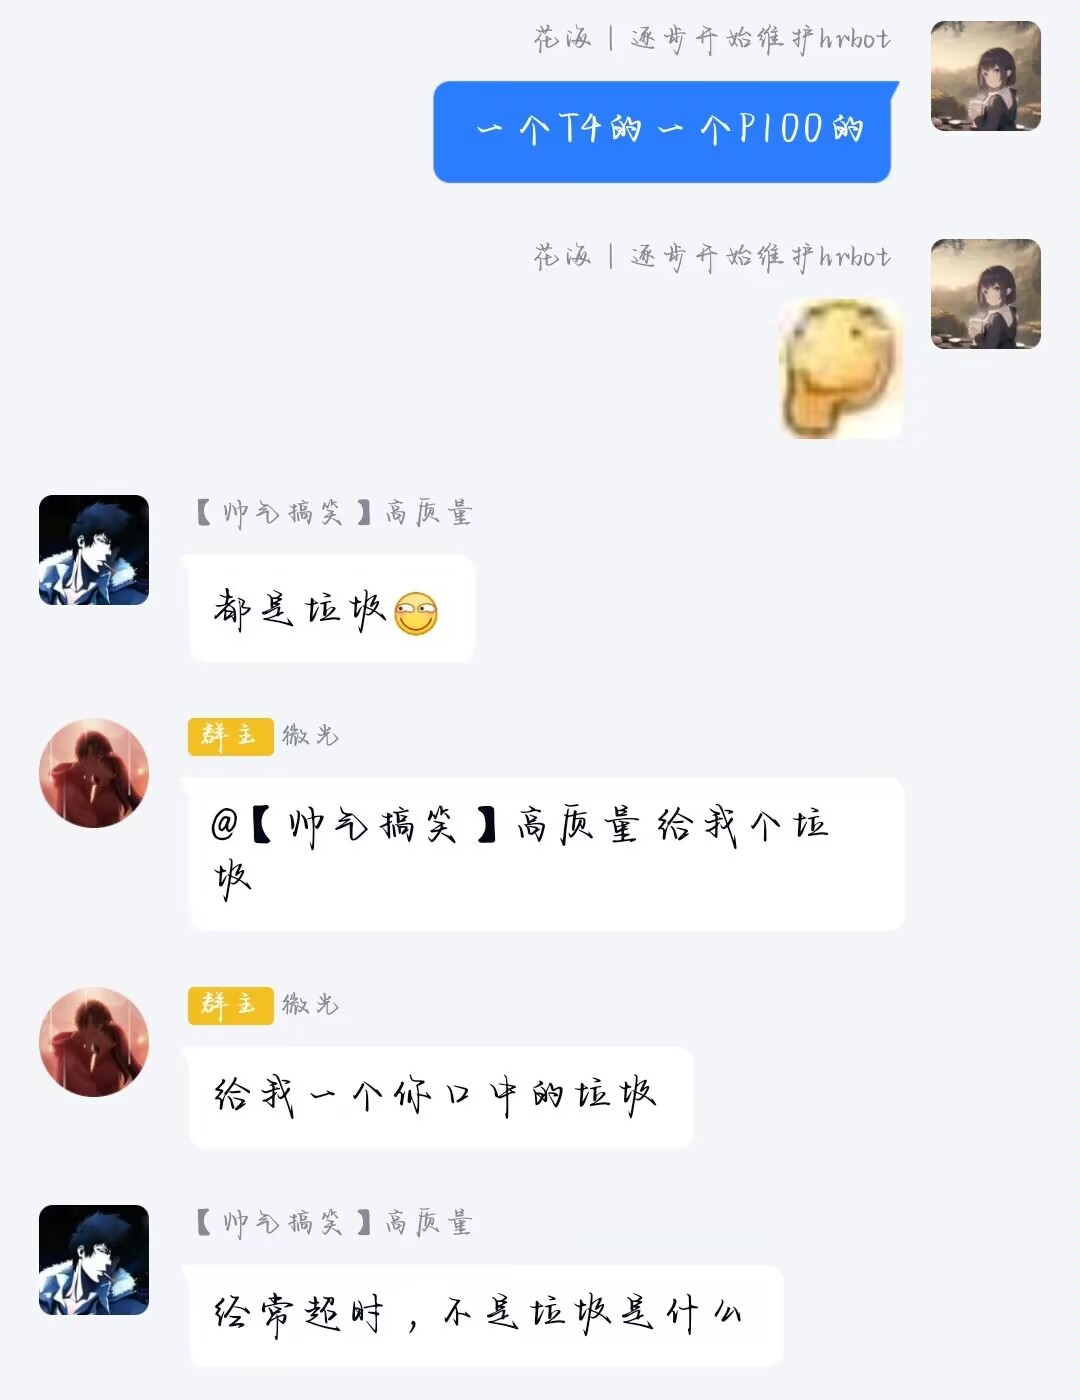 花海｜逐步开始维护hrbot
一个T4的一个P100的
花海｜逐步开始维护hrbot
【帅气搞笑】高质量
都是垃圾
群主 微光
@【帅气搞笑】高质量 给我个垃
圾
群主 微光
给我一个你口中的垃圾
【帅气搞笑】高质量
经常超时，不是垃圾是什么